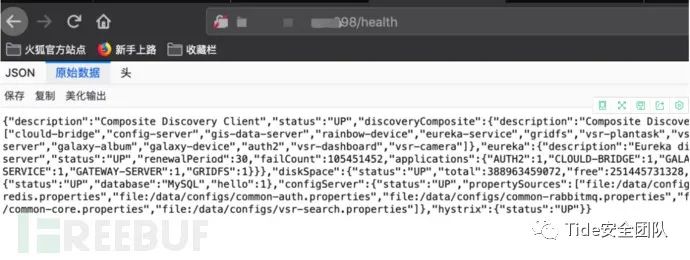 98/health
火狐官方站点 新手上路 收藏栏
JSON 原始数据 头
保存 复制 美化输出
{"description":"Composite Discovery Client","status":"UP","discoveryComposite":{"description":"Composite Discove
["clould-bridge","config-server","gis-data-server","rainbow-device","eureka-service","gridfs","vsr-plantask","vs
server","galaxy-album","galaxy-device","auth2","vsr-dashboard","vsr-camera"]},"eureka":{"description":"Eureka di
server","status":"UP","renewalPeriod":30,"failCount":105451452,"applications":{"AUTH2":1,"CLOULD-BRIDGE":1,"GALA
SERVICE":1,"GATEWAY-SERVER":1,"GRIDFS":1}}},"diskSpace":{"status":"UP","total":388963459072,"free":251445731328,
{"status":"UP","database":"MySQL","hello":1},"configServer":{"status":"UP","propertySources":["file:/data/config
redis.properties","file:/data/configs/common-auth.properties","file:/data/configs/common-rabbitmq.properties","f
/common-core.properties","file:/data/configs/vsr-search.properties"]},"hystrix":{"status":"UP"}}
FREEBUF
Tide安全团队